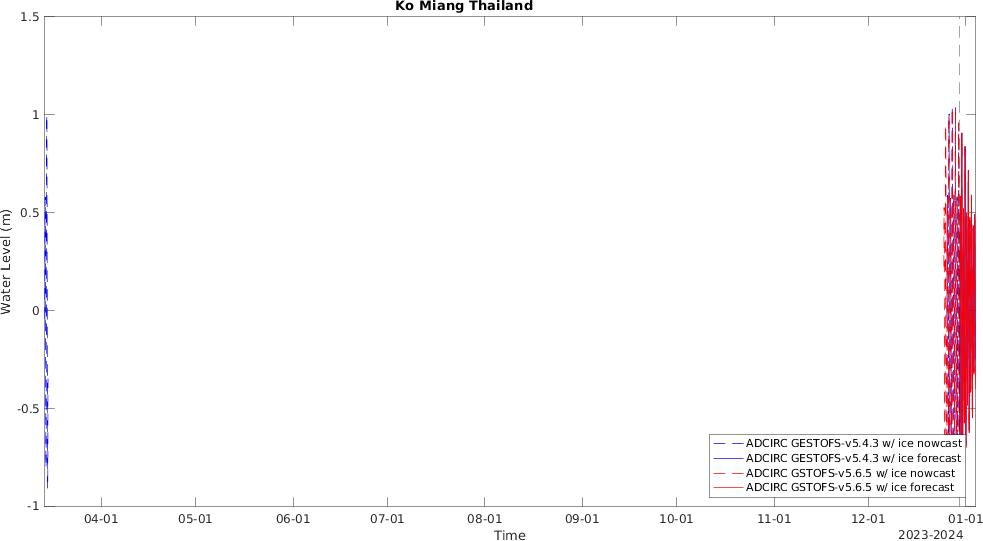 Ko Miang Thailand
1.5
1
0.5
0
-0.5
-1
Water Level (m)
04-01 05-01 06-01 07-01 08-01 09-01 10-01 11-01 12-01 01-01
Time
2023-2024
ADCIRC GESTOFS-v5.4.3 w/ ice nowcast
ADCIRC GESTOFS-v5.4.3 w/ ice forecast
ADCIRC GSTOFS-v5.6.5 w/ ice nowcast
ADCIRC GSTOFS-v5.6.5 w/ ice forecast